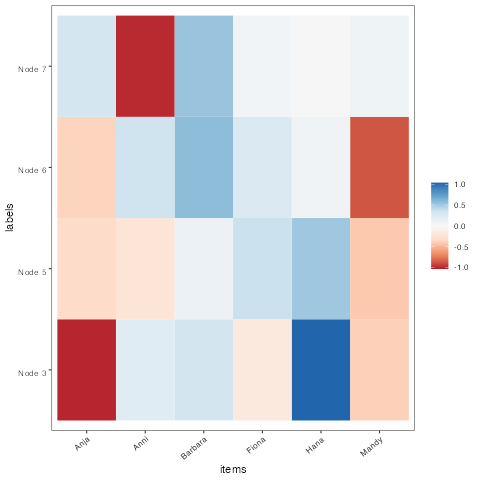 Node 7
Node 6
Node 5
Node 3
labels
Anja
Anni
Barbara
Fiona
Hana
Mandy
items
1.0
0.5
0.0
-0.5
-1.0